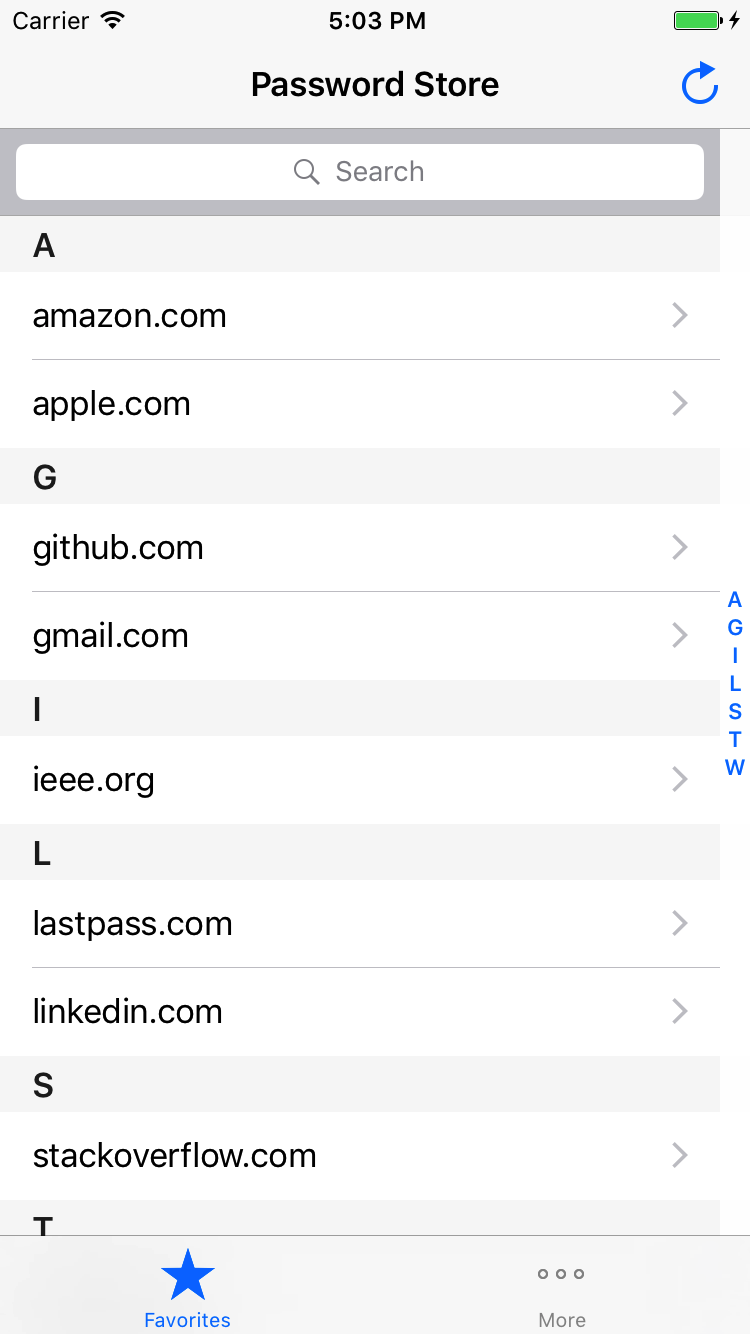 Carrier 5:03 PM
Password Store
Search
A
amazon.com
apple.com
G
github.com
gmail.com
I
ieee.org
L
lastpass.com
linkedin.com
S
stackoverflow.com
T
A
G
I
L
S
T
W
Favorites More